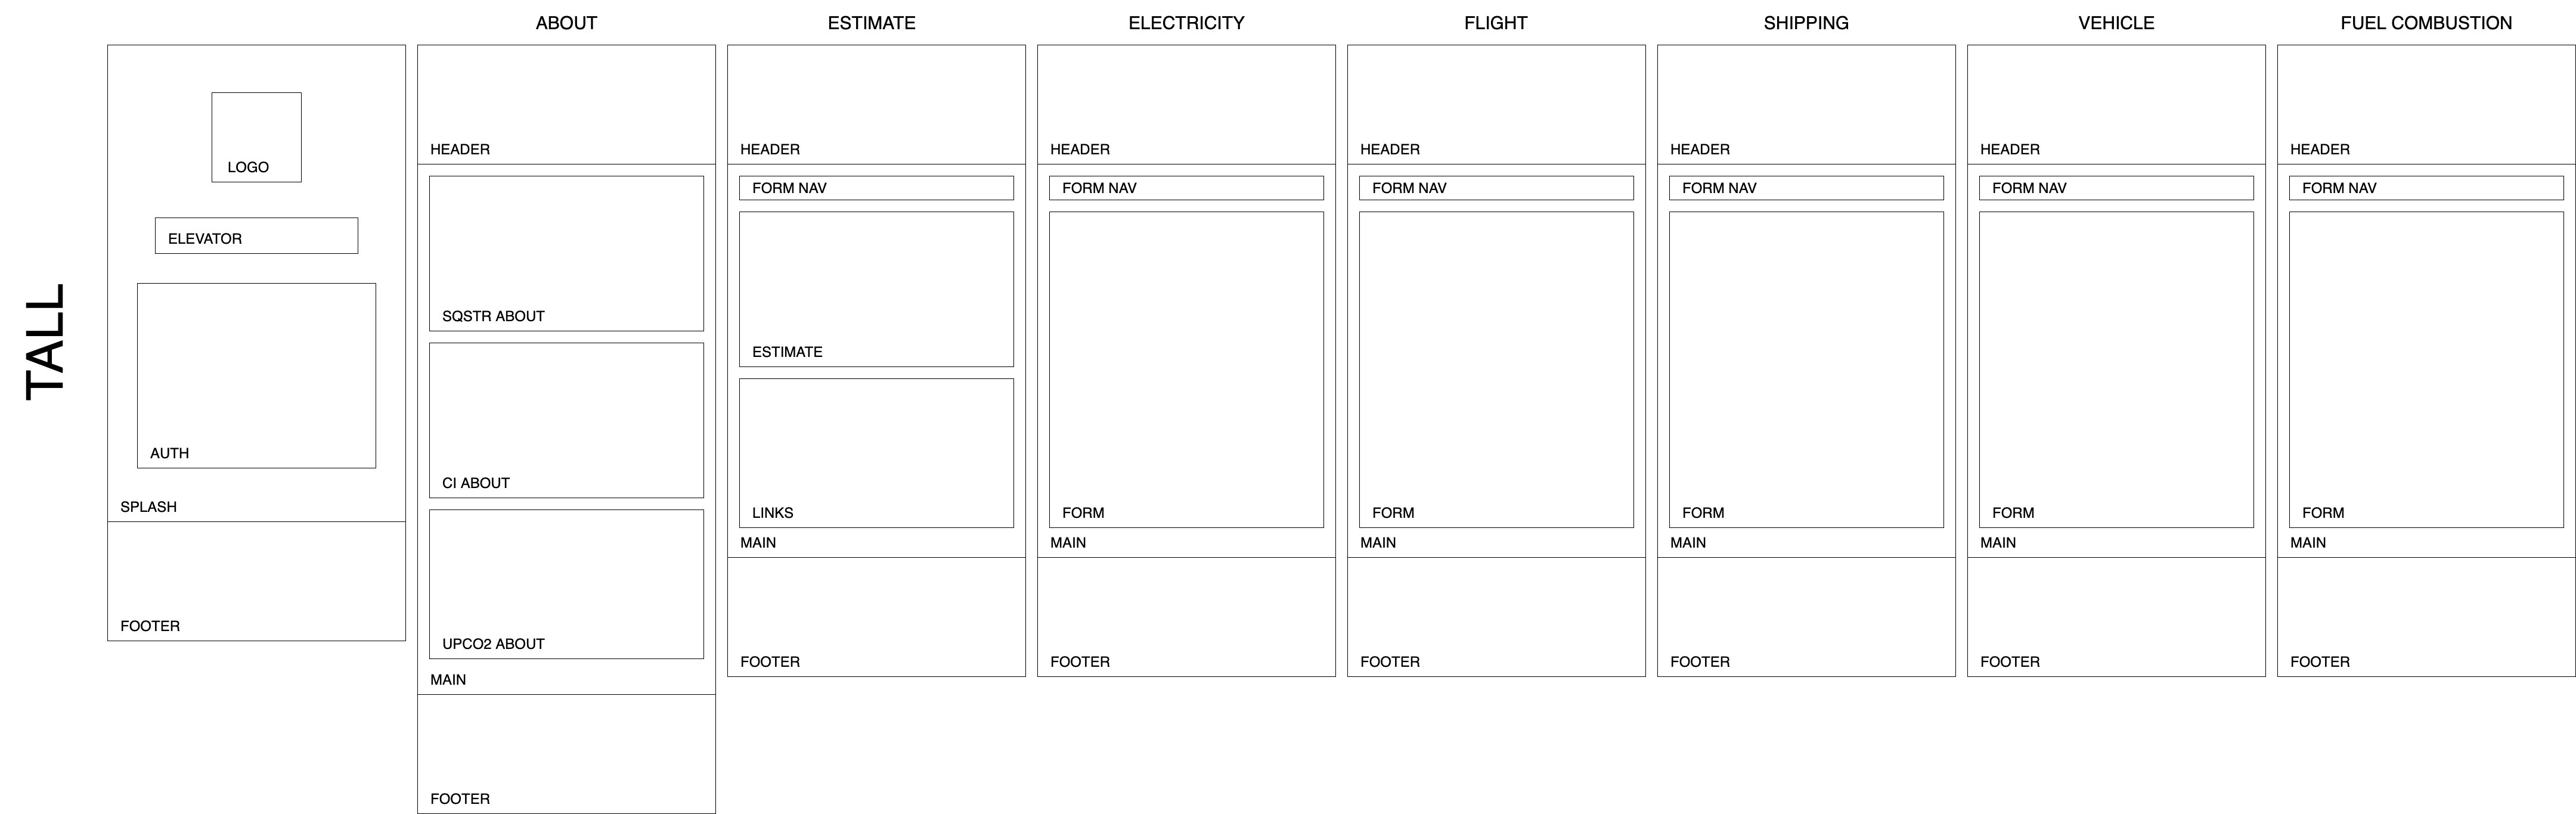 TALL
LOGO
ELEVATOR
AUTH
SPLASH
FOOTER
ABOUT
HEADER
SQSTR ABOUT
CI ABOUT
UPCO2 ABOUT
MAIN
FOOTER
ESTIMATE
HEADER
FORM NAV
ESTIMATE
LINKS
MAIN
FOOTER
ELECTRICITY
HEADER
FORM NAV
FORM
MAIN
FOOTER
FLIGHT
HEADER
FORM NAV
FORM
MAIN
FOOTER
SHIPPING
HEADER
FORM NAV
FORM
MAIN
FOOTER
VEHICLE
HEADER
FORM NAV
FORM
MAIN
FOOTER
FUEL COMBUSTION
HEADER
FORM NAV
FORM
MAIN
FOOTER